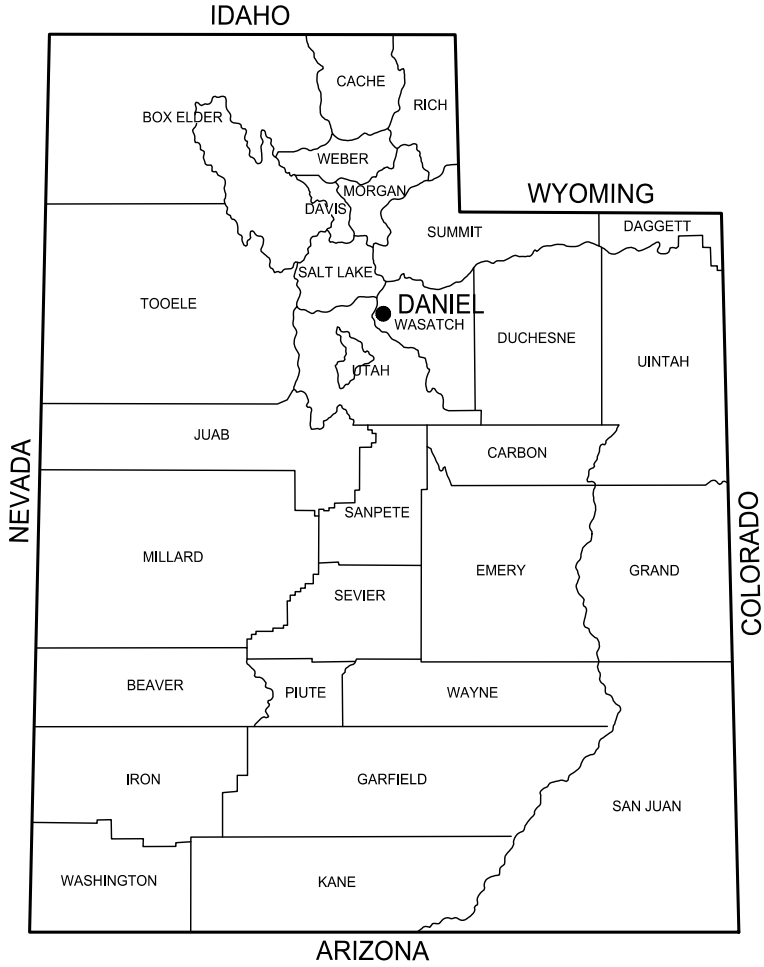 IDAHO
CACHE
RICH
BOX ELDER
WEBER
MORGAN
WYOMING
DAVIS
SUMMIT
DAGGETT
SALT LAKE
TOOELE
DANIEL
WASATCH
DUCHESNE
UINTAH
UTAH
JUAB
CARBON
NEVADA
SANPETE
COLORADO
MILLARD
EMERY
GRAND
SEVIER
BEAVER
PIUTE
WAYNE
IRON
GARFIELD
SAN JUAN
WASHINGTON
KANE
ARIZONA